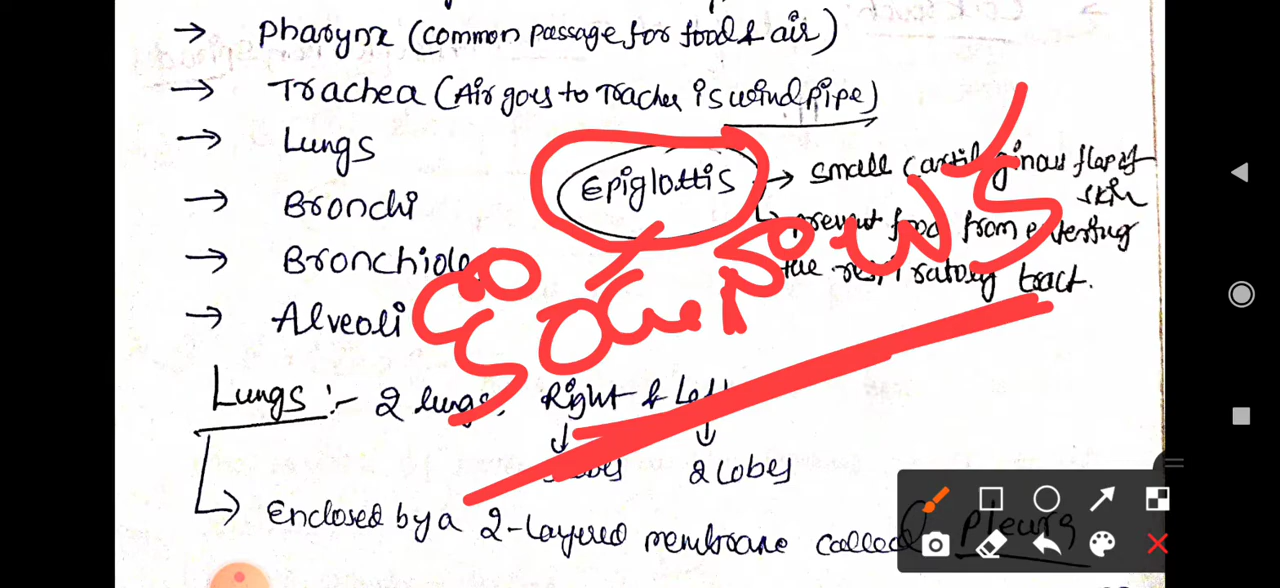 → Pharynx (common passage for food & air)
→ Trachea (Air goes to Trachea is wind pipe)
→ Lungs
Epiglottis → small cartilaginous flap of skin
→ Bronchi
prevent food from entering
→ Bronchiole
the respiratory tract.
→ Alveoli
Lungs :- 2 lungs, Right & Left
2 lobes
Enclosed by a 2-layered membrane called Pleura